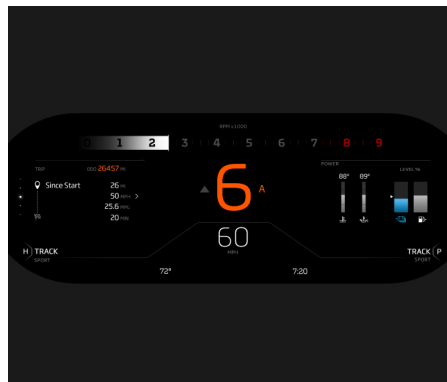 RPM x1000
0 1 2 3 4 5 6 7 8 9
TRIP ODO 26457 MI
POWER
Since Start
26 MI
50 MPH >
25.6 MPG
20 MIN
6 A
88° 89°
LEVEL %
60
MPH
H TRACK
SPORT
TRACK P
SPORT
72°
7:20